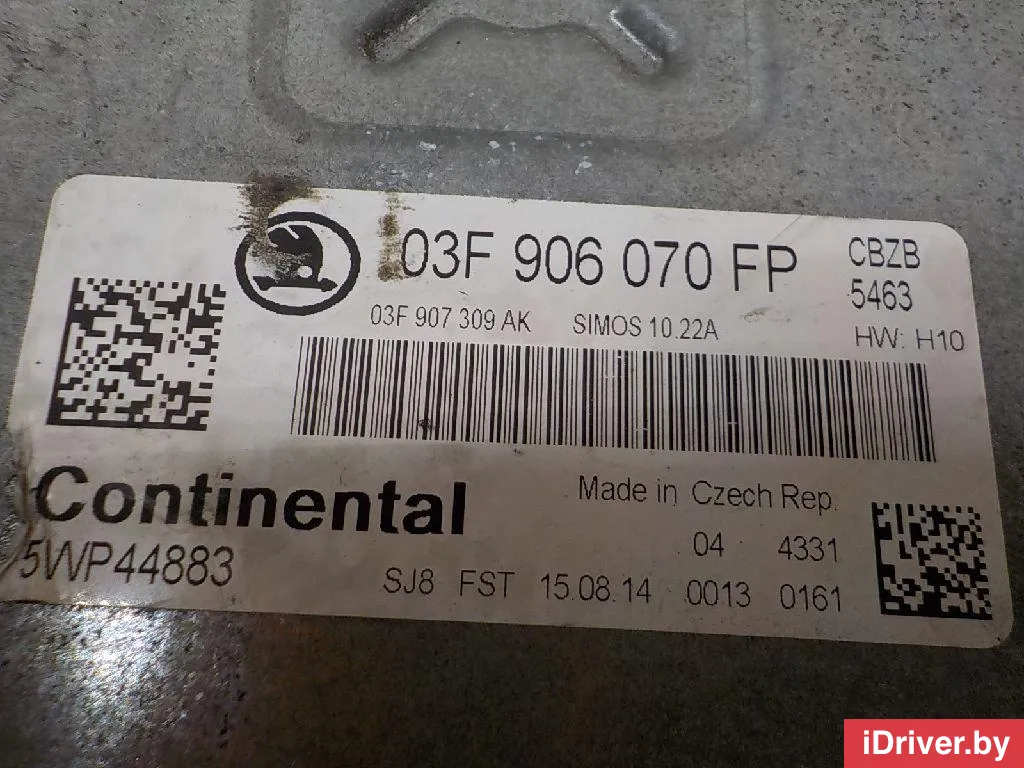 03F 906 070 FP
CBZB
5463
03F 907 309 AK SIMOS 10.22A
HW: H10
Continental
Made in Czech Rep.
5WP44883
04 4331
SJ8 FST 15.08.14 0013 0161
iDriver.by